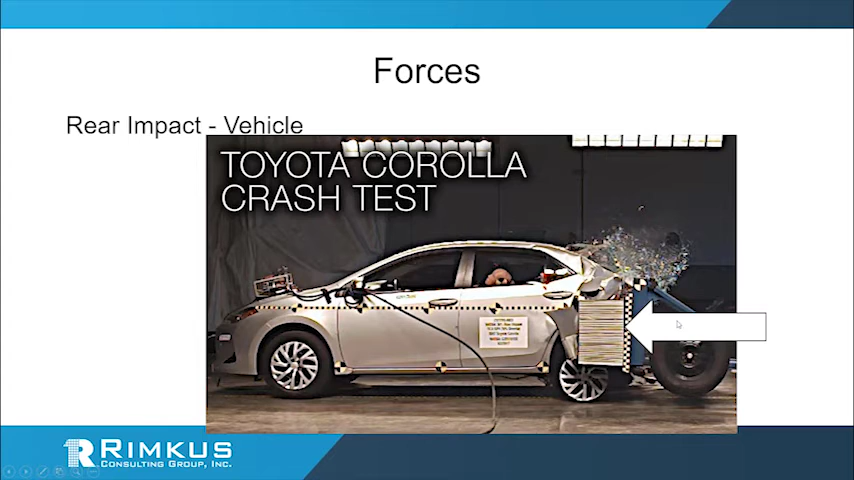 Forces
Rear Impact - Vehicle
TOYOTA COROLLA
CRASH TEST
RIMKUS
CONSULTING GROUP, INC.